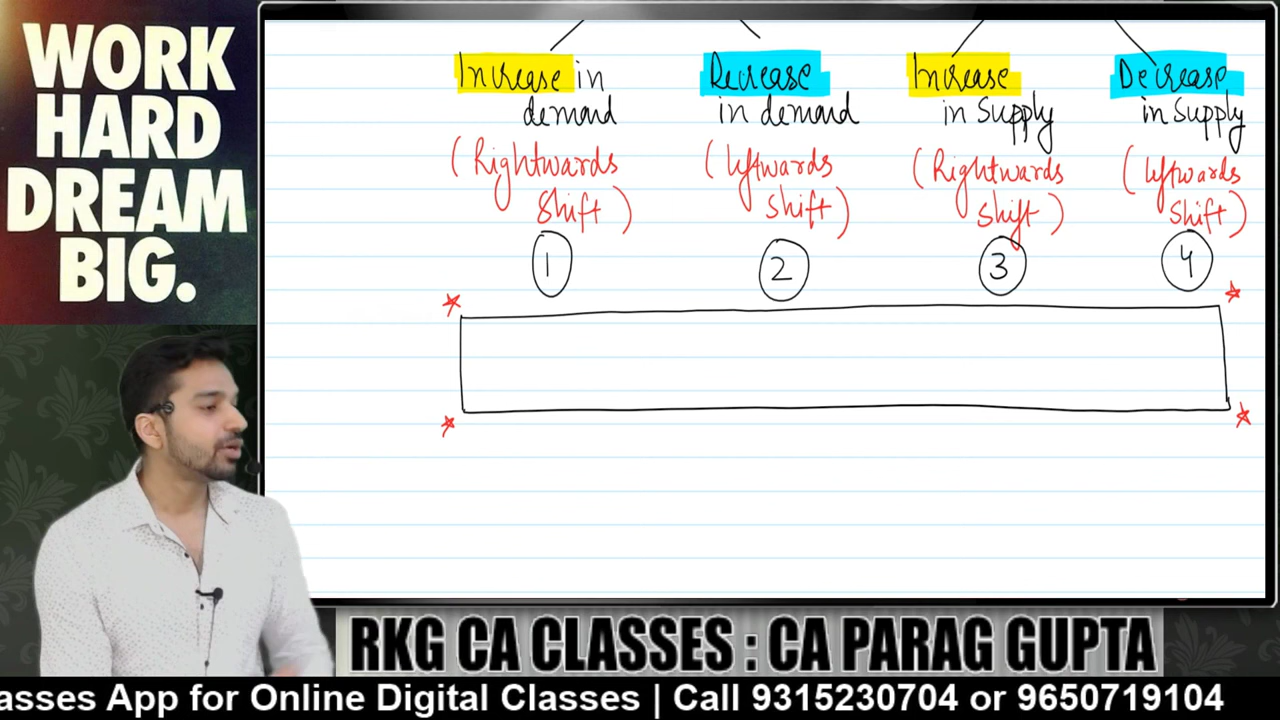 WORK
HARD
DREAM
BIG.
Increase in
demand
(Rightwards
shift)
1
Decrease
in demand
(leftwards
shift)
2
Increase
in Supply
(Rightwards
shift)
3
Decrease
in Supply
(leftwards
shift)
4
RKG CA CLASSES : CA PARAG GUPTA
asses App for Online Digital Classes | Call 9315230704 or 9650719104